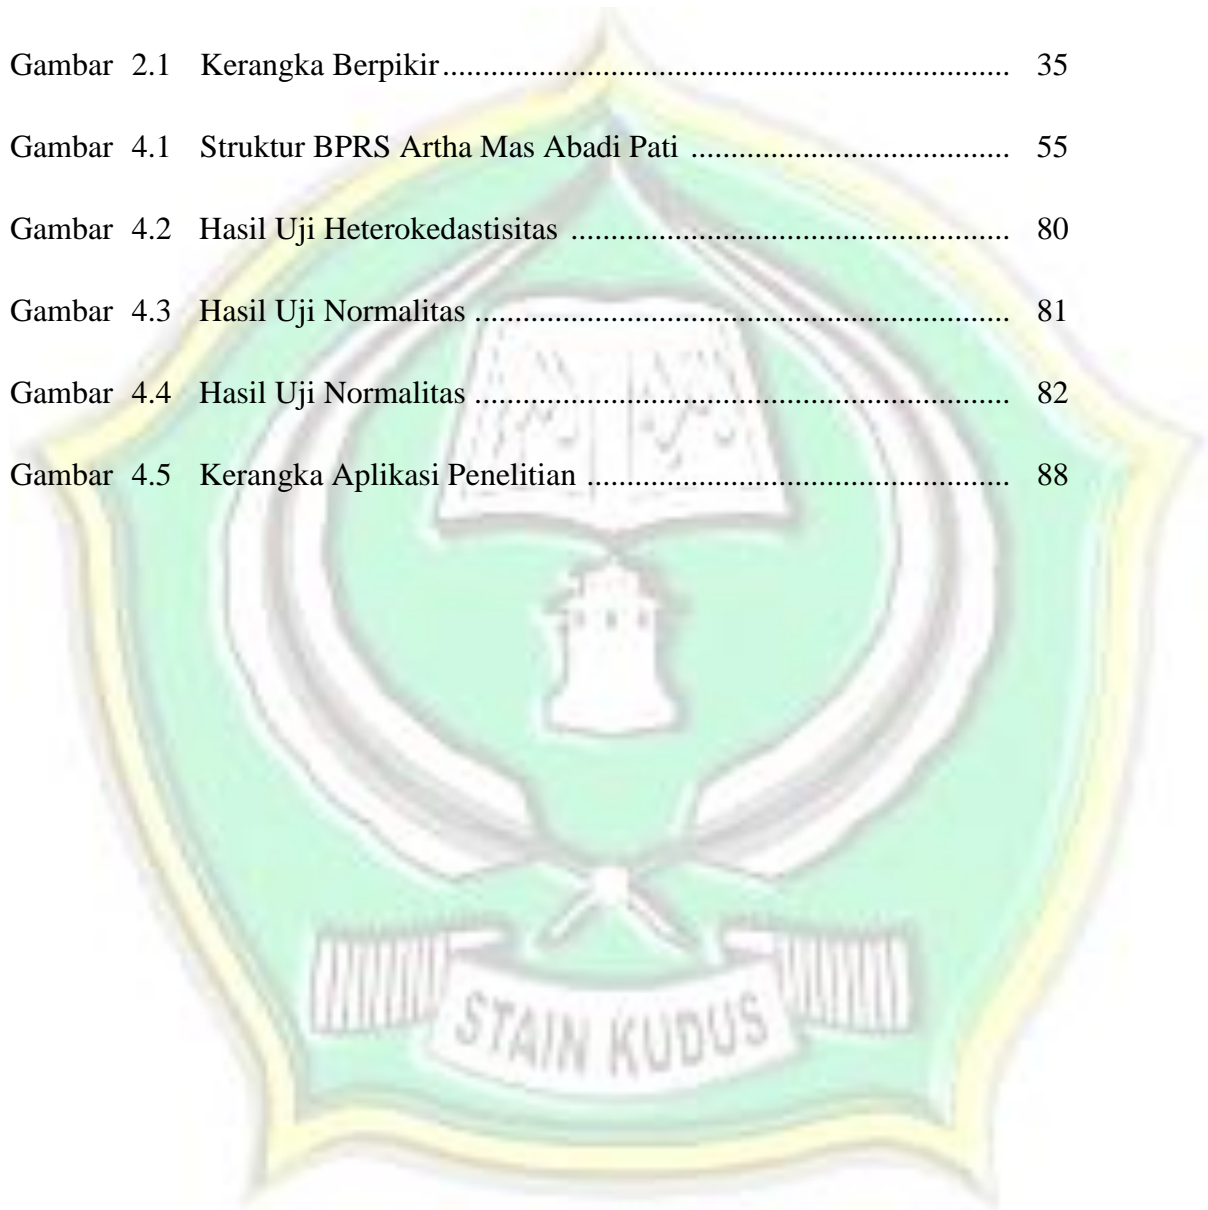 Gambar 2.1 Kerangka Berpikir ...................................................................... 35
Gambar 4.1 Struktur BPRS Artha Mas Abadi Pati ........................................ 55
Gambar 4.2 Hasil Uji Heterokedastisitas ....................................................... 80
Gambar 4.3 Hasil Uji Normalitas ................................................................... 81
Gambar 4.4 Hasil Uji Normalitas ................................................................... 82
Gambar 4.5 Kerangka Aplikasi Penelitian ..................................................... 88
STAIN KUDUS